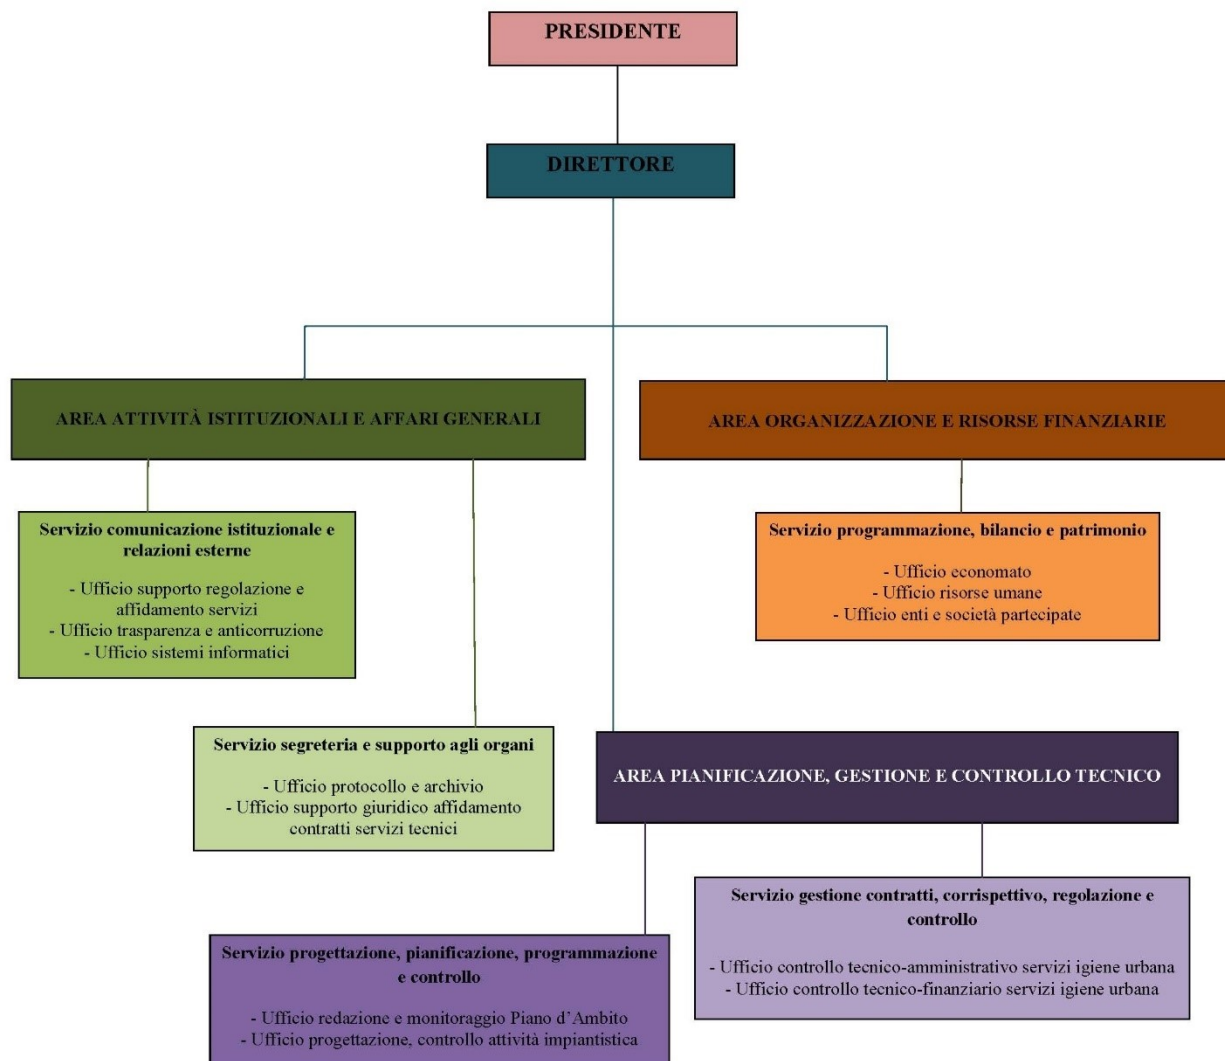 PRESIDENTE
DIRETTORE
AREA ATTIVITÀ ISTITUZIONALI E AFFARI GENERALI
AREA ORGANIZZAZIONE E RISORSE FINANZIARIE
Servizio comunicazione istituzionale e
relazioni esterne
- Ufficio supporto regolazione e
affidamento servizi
- Ufficio trasparenza e anticorruzione
- Ufficio sistemi informatici
Servizio programmazione, bilancio e patrimonio
- Ufficio economato
- Ufficio risorse umane
- Ufficio enti e società partecipate
Servizio segreteria e supporto agli organi
- Ufficio protocollo e archivio
- Ufficio supporto giuridico affidamento
contratti servizi tecnici
AREA PIANIFICAZIONE, GESTIONE E CONTROLLO TECNICO
Servizio gestione contratti, corrispettivo, regolazione e
controllo
- Ufficio controllo tecnico-amministrativo servizi igiene urbana
- Ufficio controllo tecnico-finanziario servizi igiene urbana
Servizio progettazione, pianificazione, programmazione
e controllo
- Ufficio redazione e monitoraggio Piano d’Ambito
- Ufficio progettazione, controllo attività impiantistica